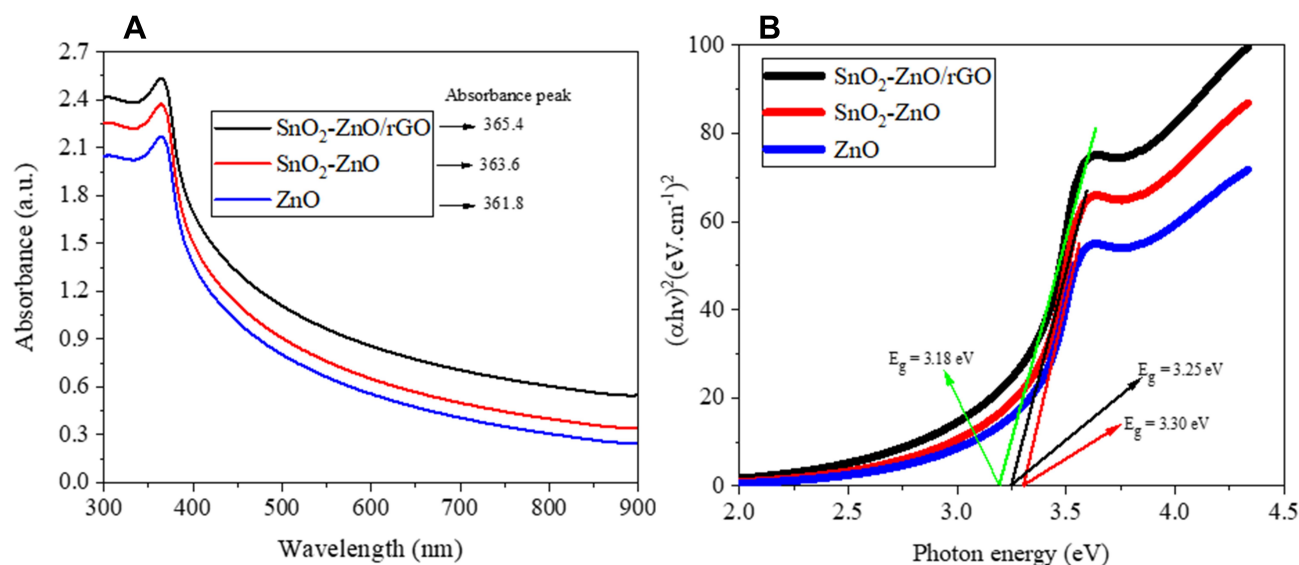 A
2.7
2.4
2.1
1.8
1.5
1.2
0.9
0.6
0.3
0.0
Absorbance (a.u.)
Absorbance peak
SnO₂-ZnO/rGO 365.4
SnO₂-ZnO 363.6
ZnO 361.8
300 400 500 600 700 800 900
Wavelength (nm)
B
100
80
60
40
20
0
(αhν)²(eV.cm⁻¹)²
SnO₂-ZnO/rGO
SnO₂-ZnO
ZnO
E_g = 3.18 eV
E_g = 3.25 eV
E_g = 3.30 eV
2.0 2.5 3.0 3.5 4.0 4.5
Photon energy (eV)